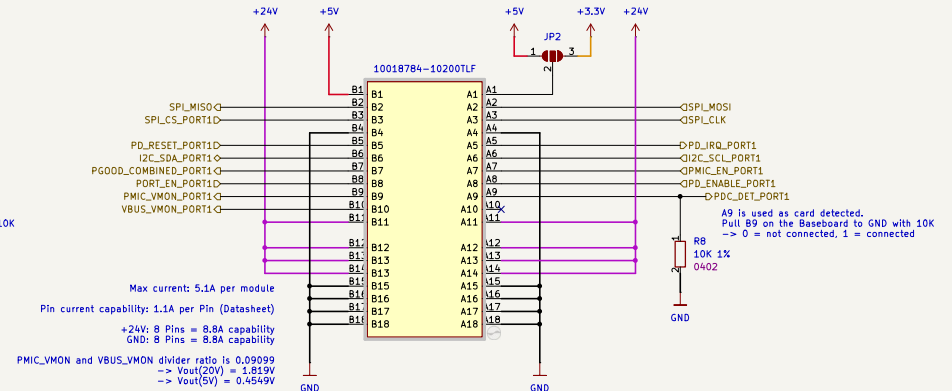 +24V +5V +5V +3.3V +24V
JP2
1 3
2
10018784-10200TLF
B1 B1 A1 A1
SPI_MISO B2 B2 A2 A2 SPI_MOSI
SPI_CS_PORT1 B3 B3 A3 A3 SPI_CLK
B4 B4 A4 A4
PD_RESET_PORT1 B5 B5 A5 A5 PD_IRQ_PORT1
I2C_SDA_PORT1 B6 B6 A6 A6 I2C_SCL_PORT1
PGOOD_COMBINED_PORT1 B7 B7 A7 A7 PMIC_EN_PORT1
PORT_EN_PORT1 B8 B8 A8 A8 PD_ENABLE_PORT1
PMIC_VMON_PORT1 B9 B9 A9 A9 PDC_DET_PORT1
VBUS_VMON_PORT1 B10 B10 A10 A10
B11 B11 A11 A11
B12 B12 A12 A12
B13 B13 A13 A13
B14 B13 A14 A14
B15 B15 A15 A15
B16 B16 A16 A16
B17 B17 A17 A17
B18 B18 A18 A18
10K
A9 is used as card detected.
Pull B9 on the Baseboard to GND with 10K
-> 0 = not connected, 1 = connected
1
R8
10K 1%
0402
2
GND
Max current: 5.1A per module
Pin current capability: 1.1A per Pin (Datasheet)
+24V: 8 Pins = 8.8A capability
GND: 8 Pins = 8.8A capability
PMIC_VMON and VBUS_VMON divider ratio is 0.09099
-> Vout(20V) = 1.819V
-> Vout(5V) = 0.4549V
GND GND